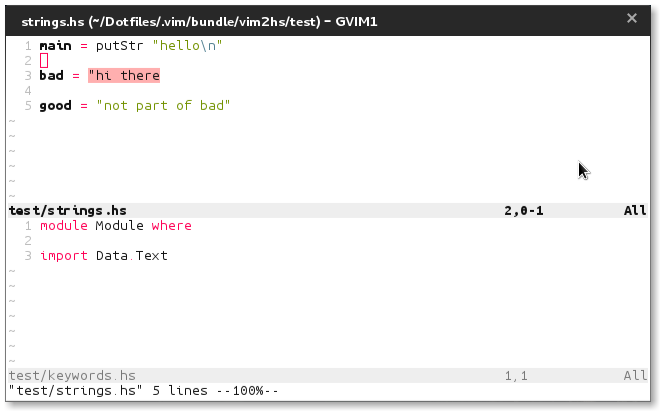 strings.hs (~/Dotfiles/.vim/bundle/vim2hs/test) – GVIM1
1 main = putStr "hello\n"
2
3 bad = "hi there
4
5 good = "not part of bad"
~
~
~
~
~
~
test/strings.hs 2,0-1 All
1 module Module where
2
3 import Data.Text
~
~
~
~
~
~
~
test/keywords.hs 1,1 All
"test/strings.hs" 5 lines --100%--